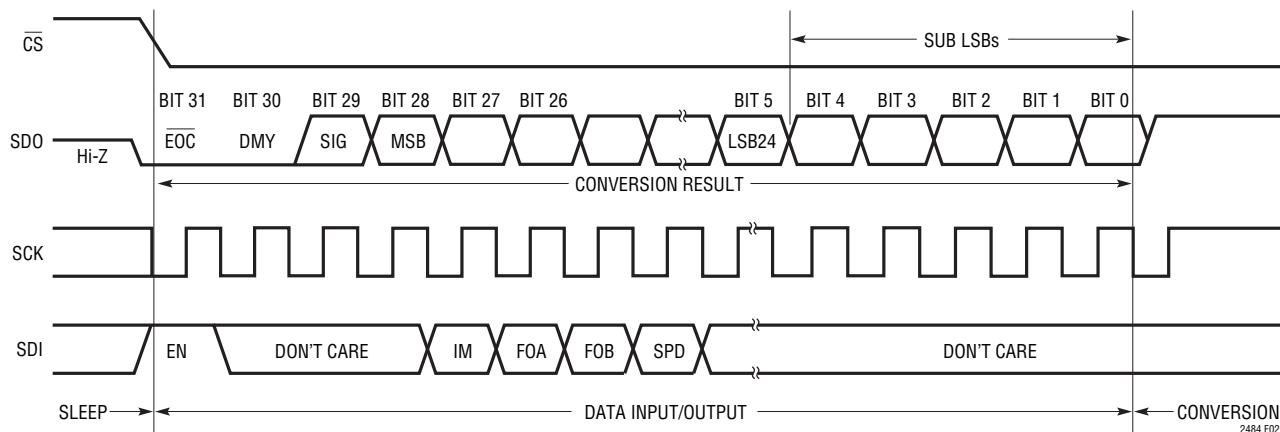 CS
SUB LSBs
BIT 31 BIT 30 BIT 29 BIT 28 BIT 27 BIT 26 BIT 5 BIT 4 BIT 3 BIT 2 BIT 1 BIT 0
SDO
Hi-Z
EOC DMY SIG MSB LSB24
CONVERSION RESULT
SCK
SDI
EN DON'T CARE IM FOA FOB SPD DON'T CARE
SLEEP DATA INPUT/OUTPUT CONVERSION
2484 F02